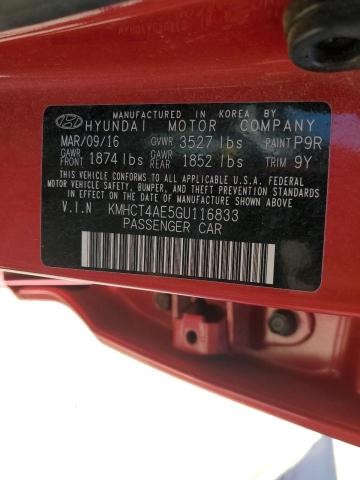 MANUFACTURED IN KOREA BY
HYUNDAI MOTOR COMPANY
MAR/09/16 GVWR 3527 lbs PAINT P9R
GAWR FRONT 1874 lbs GAWR REAR 1852 lbs TRIM 9Y
THIS VEHICLE CONFORMS TO ALL APPLICABLE U.S.A. FEDERAL
MOTOR VEHICLE SAFETY, BUMPER, AND THEFT PREVENTION STANDARDS
IN EFFECT ON THE DATE OF MANUFACTURE SHOWN ABOVE.
V.I.N KMHCT4AE5GU116833
PASSENGER CAR